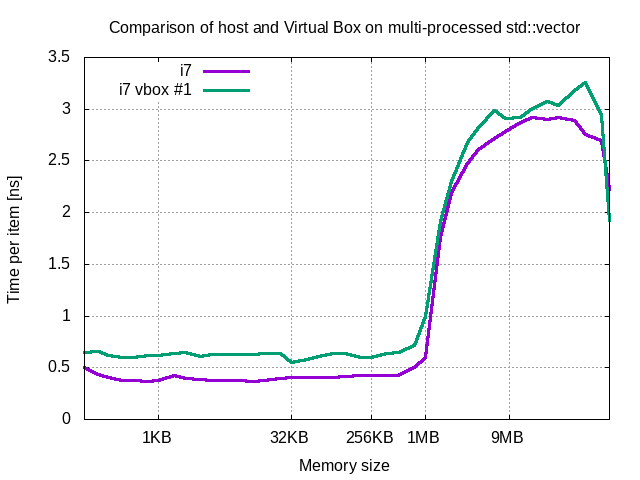 Comparison of host and Virtual Box on multi-processed std::vector
3.5
3
2.5
2
1.5
1
0.5
0
Time per item [ns]
i7
i7 vbox #1
1KB
32KB
256KB
1MB
9MB
Memory size